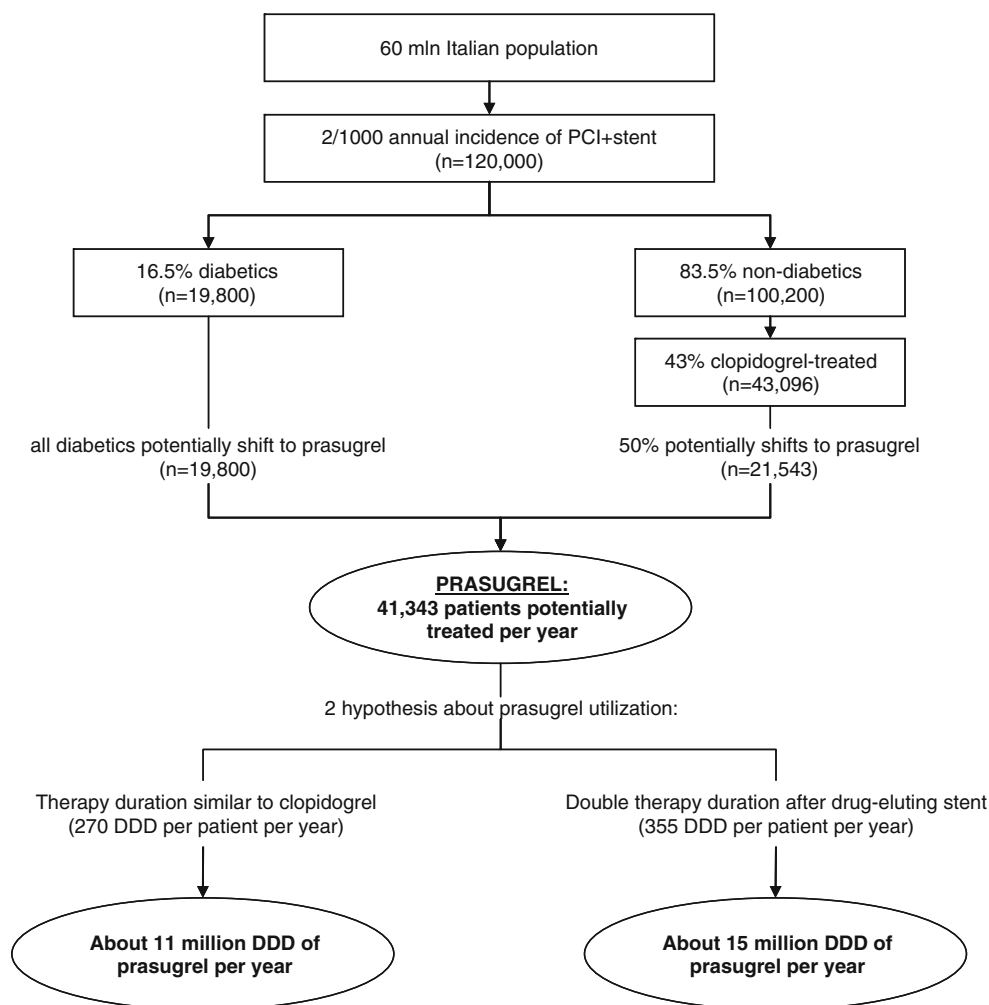 60 mln Italian population
2/1000 annual incidence of PCI+stent
(n=120,000)
16.5% diabetics
(n=19,800)
83.5% non-diabetics
(n=100,200)
43% clopidogrel-treated
(n=43,096)
all diabetics potentially shift to prasugrel
(n=19,800)
50% potentially shifts to prasugrel
(n=21,543)
PRASUGREL:
41,343 patients potentially
treated per year
2 hypothesis about prasugrel utilization:
Therapy duration similar to clopidogrel
(270 DDD per patient per year)
Double therapy duration after drug-eluting stent
(355 DDD per patient per year)
About 11 million DDD of
prasugrel per year
About 15 million DDD of
prasugrel per year